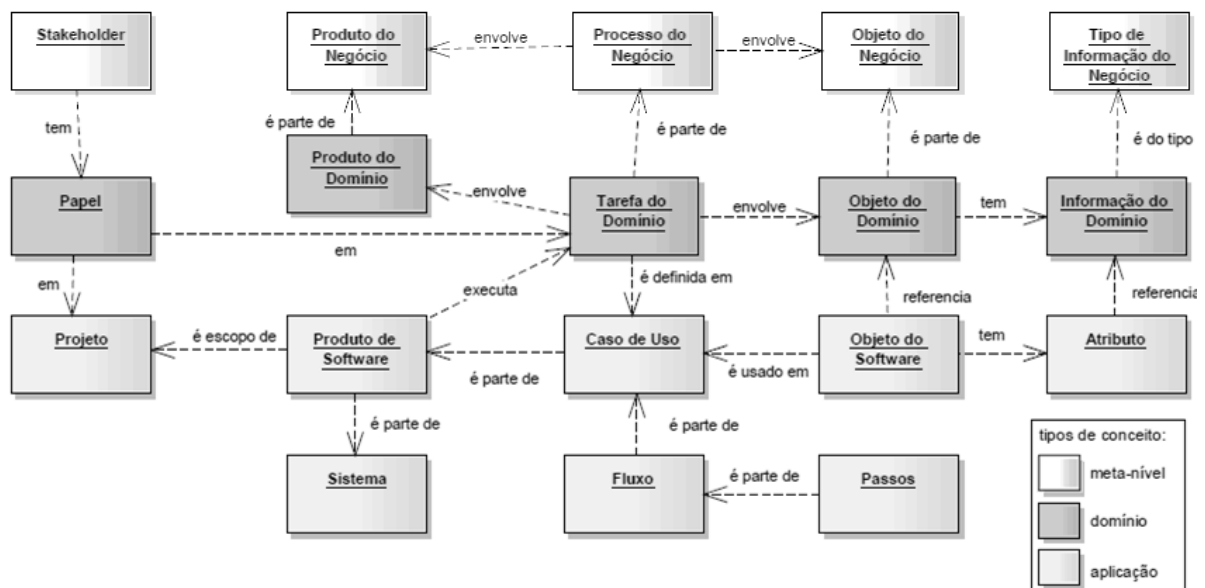 Stakeholder
Produto do
Negócio
envolve
Processo do
Negócio
envolve
Objeto do
Negócio
Tipo de
Informação do
Negócio
tem
é parte de
é parte de
é parte de
é do tipo
Produto do
Domínio
envolve
Papel
Tarefa do
Domínio
envolve
Objeto do
Domínio
tem
Informação do
Domínio
em
em
executa
é definida em
referencia
referencia
Projeto
é escopo de
Produto de
Software
é parte de
Caso de Uso
é usado em
Objeto do
Software
tem
Atributo
é parte de
é parte de
Sistema
Fluxo
é parte de
Passos
tipos de conceito:
meta-nível
domínio
aplicação